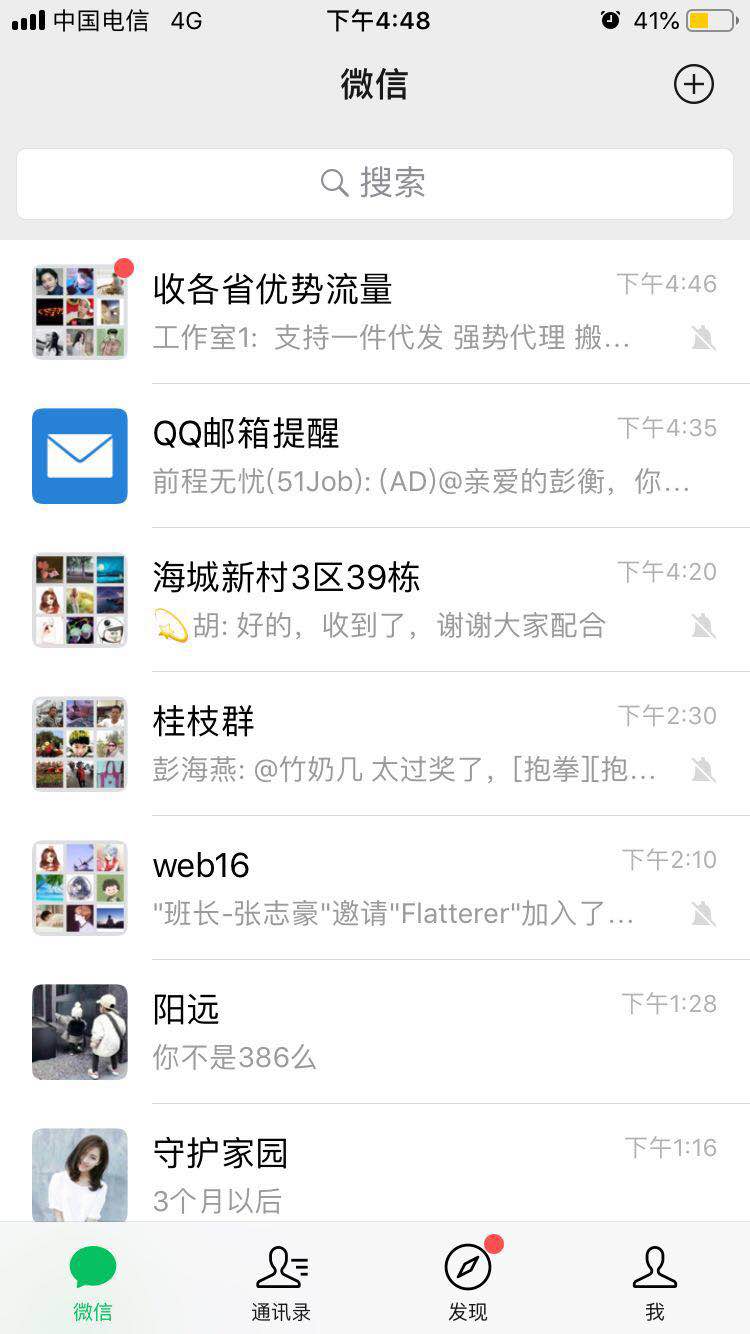 中国电信 4G 下午4:48 41%
微信
搜索
收各省优势流量 下午4:46
工作室1: 支持一件代发 强势代理 搬...
QQ邮箱提醒 下午4:35
前程无忧(51Job): (AD)@亲爱的彭衡，你...
海城新村3区39栋 下午4:20
💫胡: 好的，收到了，谢谢大家配合
桂枝群 下午2:30
彭海燕: @竹奶几 太过奖了，[抱拳][抱...
web16 下午2:10
"班长-张志豪"邀请"Flatterer"加入了...
阳远 下午1:28
你不是386么
守护家园 下午1:16
3个月以后
微信 通讯录 发现 我